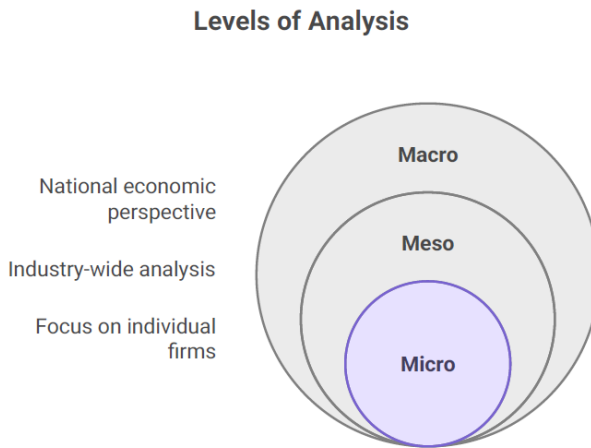 Levels of Analysis
Macro
National economic
perspective
Meso
Industry-wide analysis
Focus on individual
firms
Micro